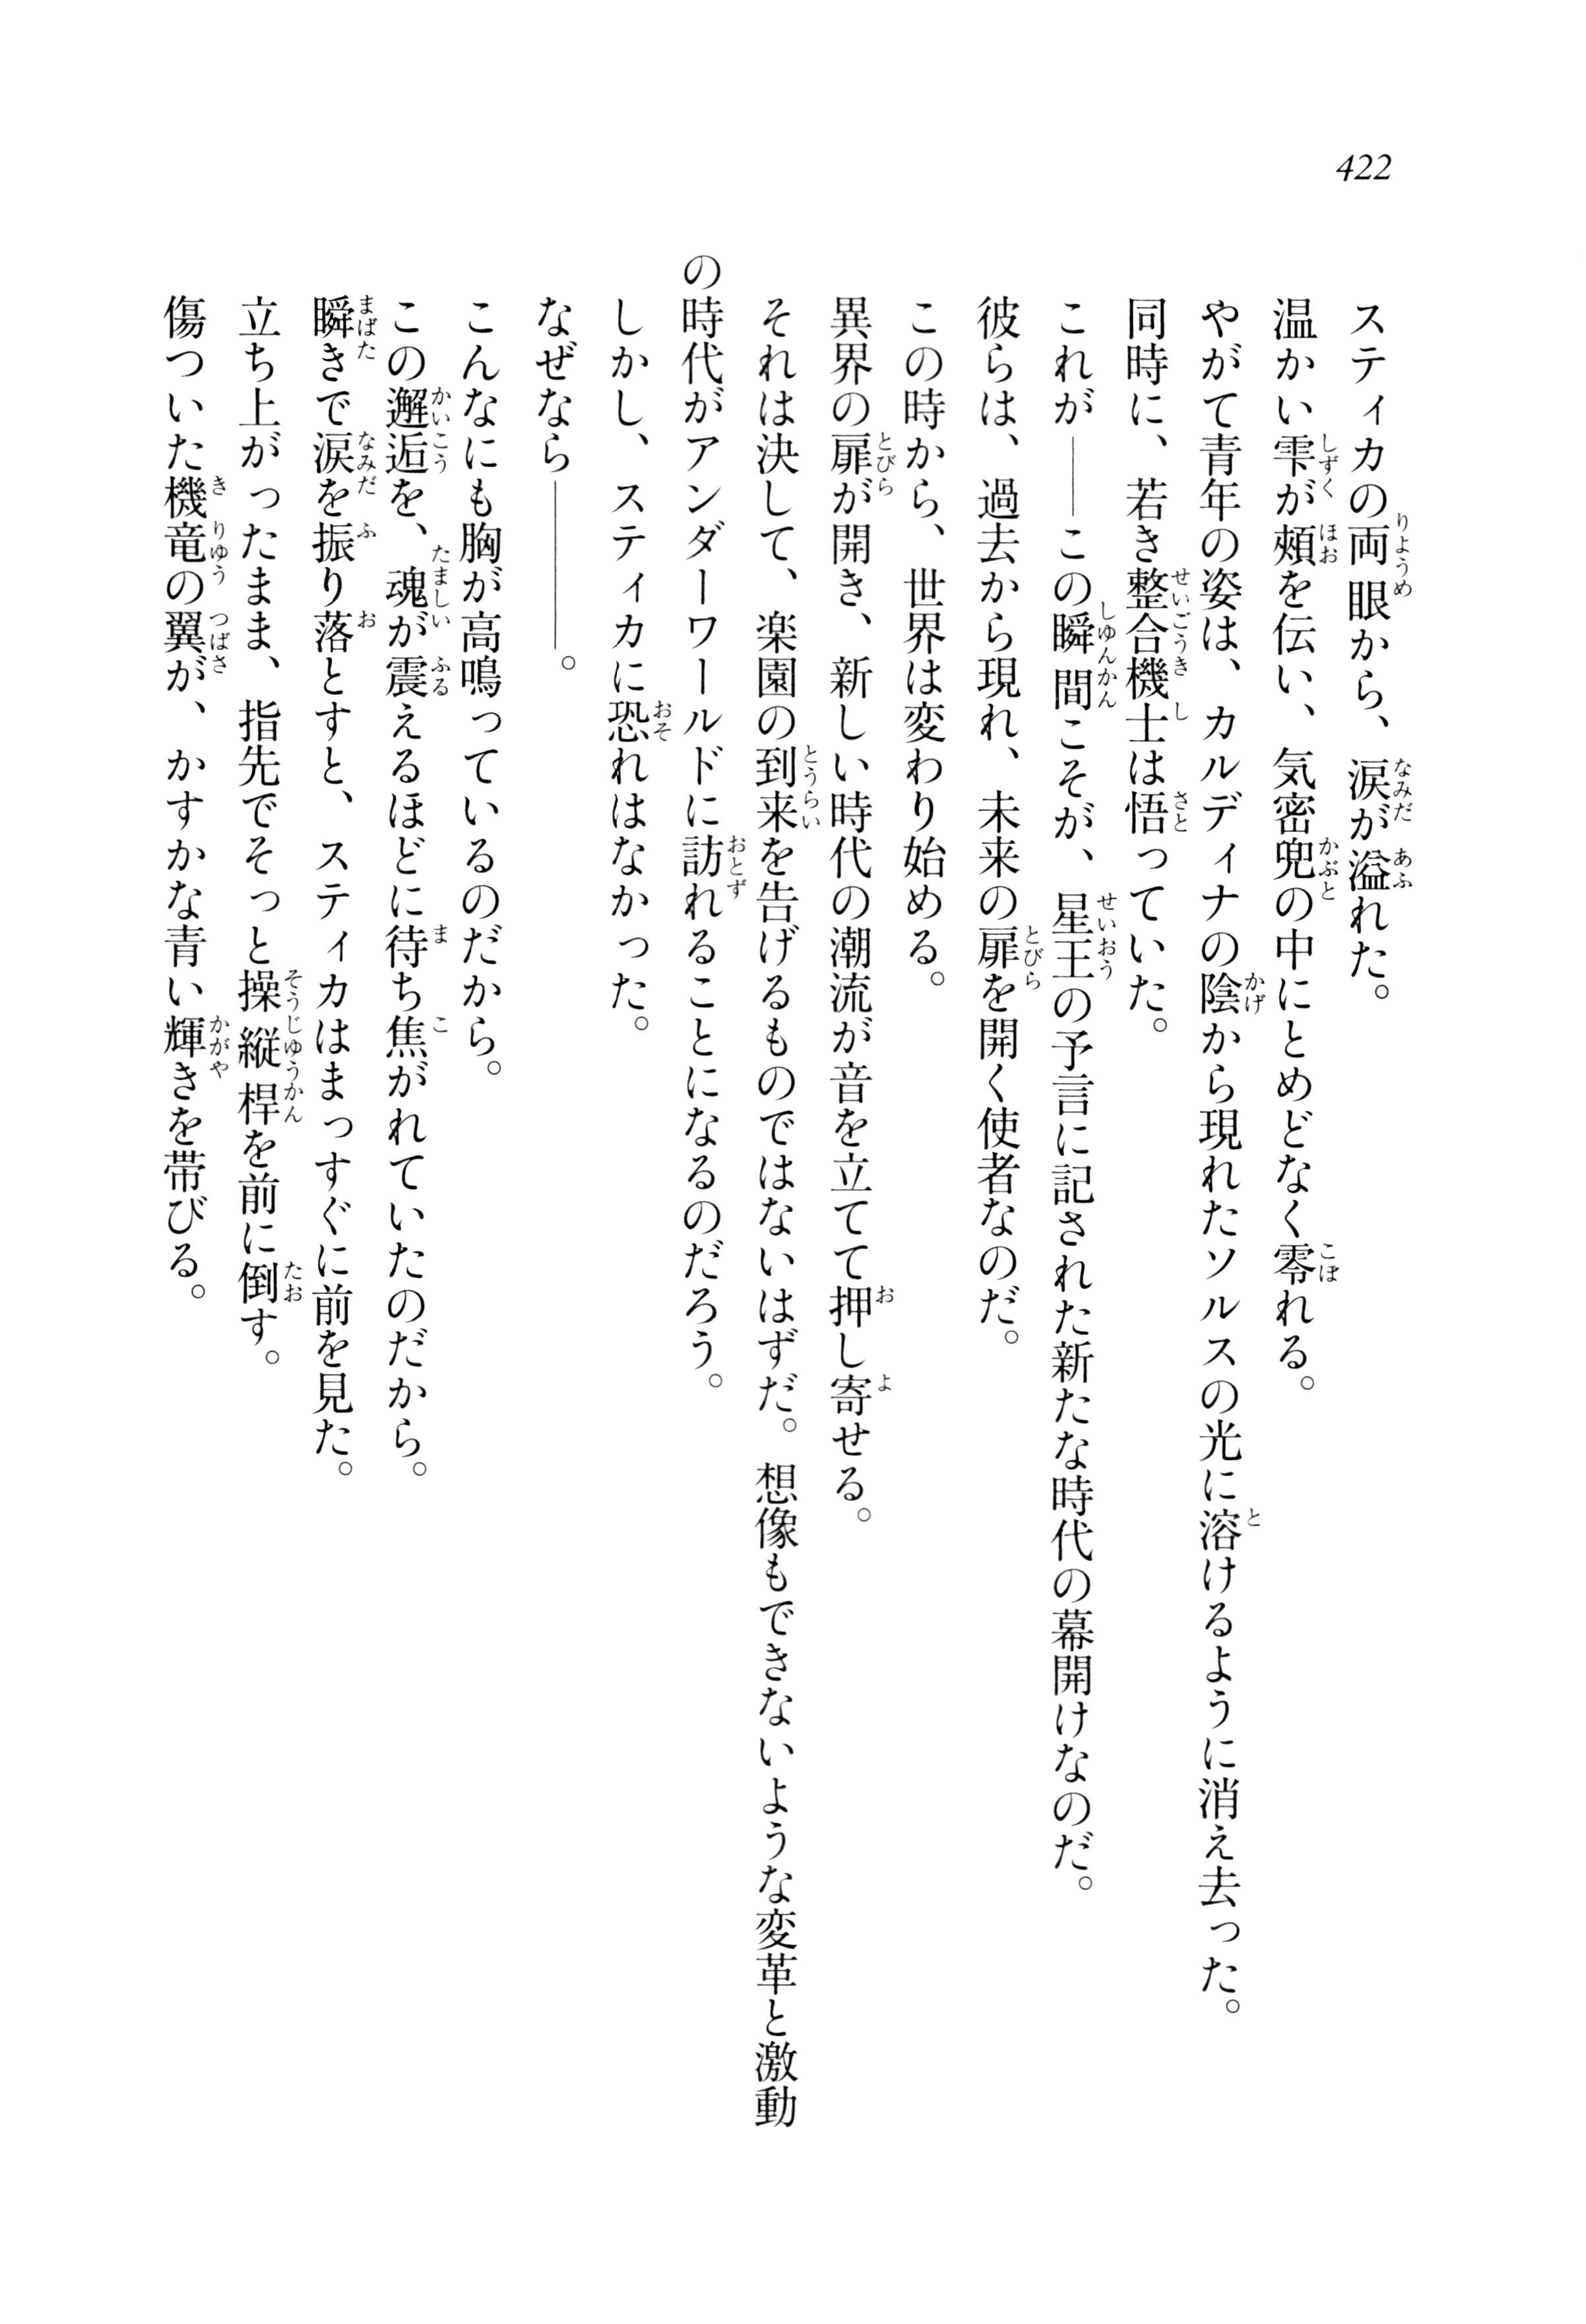 422
スティカの両眼から、涙が溢れた。
温かい雫が頰を伝い、気密兜の中にとめどなく零れる。
やがて青年の姿は、カルディナの陰から現れたソルスの光に溶けるように消え去った。
同時に、若き整合機士は悟っていた。
これが――この瞬間こそが、星王の予言に記された新たな時代の幕開けなのだ。
彼らは、過去から現れ、未来の扉を開く使者なのだ。
この時から、世界は変わり始める。
異界の扉が開き、新しい時代の潮流が音を立てて押し寄せる。
それは決して、楽園の到来を告げるものではないはずだ。想像もできないような変革と激動
の時代がアンダーワールドに訪れることになるのだろう。
しかし、スティカに恐れはなかった。
なぜなら――――。
こんなにも胸が高鳴っているのだから。
この邂逅を、魂が震えるほどに待ち焦がれていたのだから。
瞬きで涙を振り落とすと、スティカはまっすぐに前を見た。
立ち上がったまま、指先でそっと操縦桿を前に倒す。
傷ついた機竜の翼が、かすかな青い輝きを帯びる。